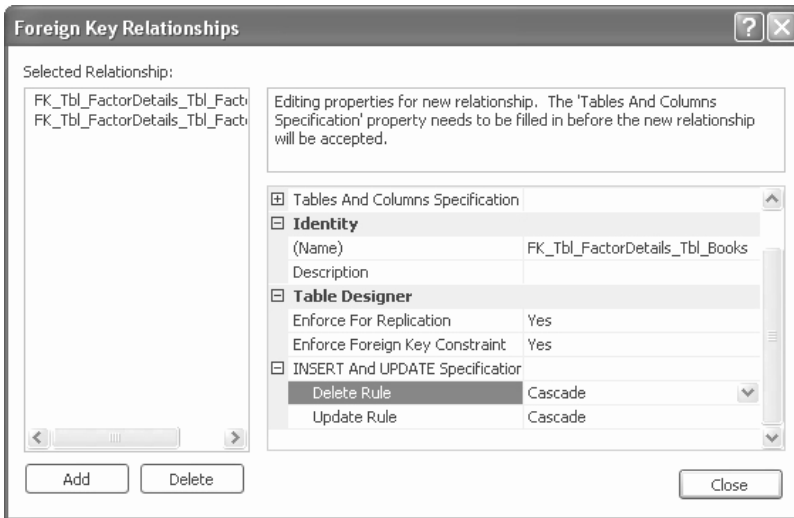 Foreign Key Relationships
Selected Relationship:
FK_Tbl_FactorDetails_Tbl_Fact
FK_Tbl_FactorDetails_Tbl_Fact
Editing properties for new relationship. The 'Tables And Columns
Specification' property needs to be filled in before the new relationship
will be accepted.
Tables And Columns Specification
Identity
(Name) FK_Tbl_FactorDetails_Tbl_Books
Description
Table Designer
Enforce For Replication Yes
Enforce Foreign Key Constraint Yes
INSERT And UPDATE Specification
Delete Rule Cascade
Update Rule Cascade
Add Delete
Close